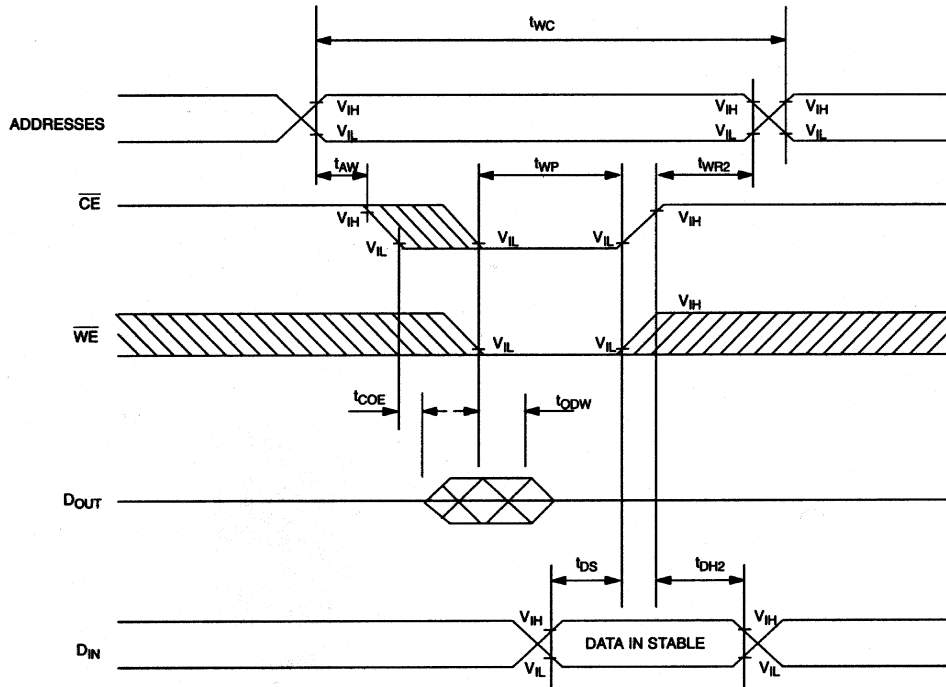 tWC
ADDRESSES
VIH
VIL
VIH
VIL
VIH
VIL
tAW
tWP
tWR2
CE
VIH
VIL
VIL
VIL
VIH
WE
VIL
VIL
VIH
tCOE
tODW
DOUT
tDS
tDH2
DIN
VIH
VIL
DATA IN STABLE
VIH
VIL